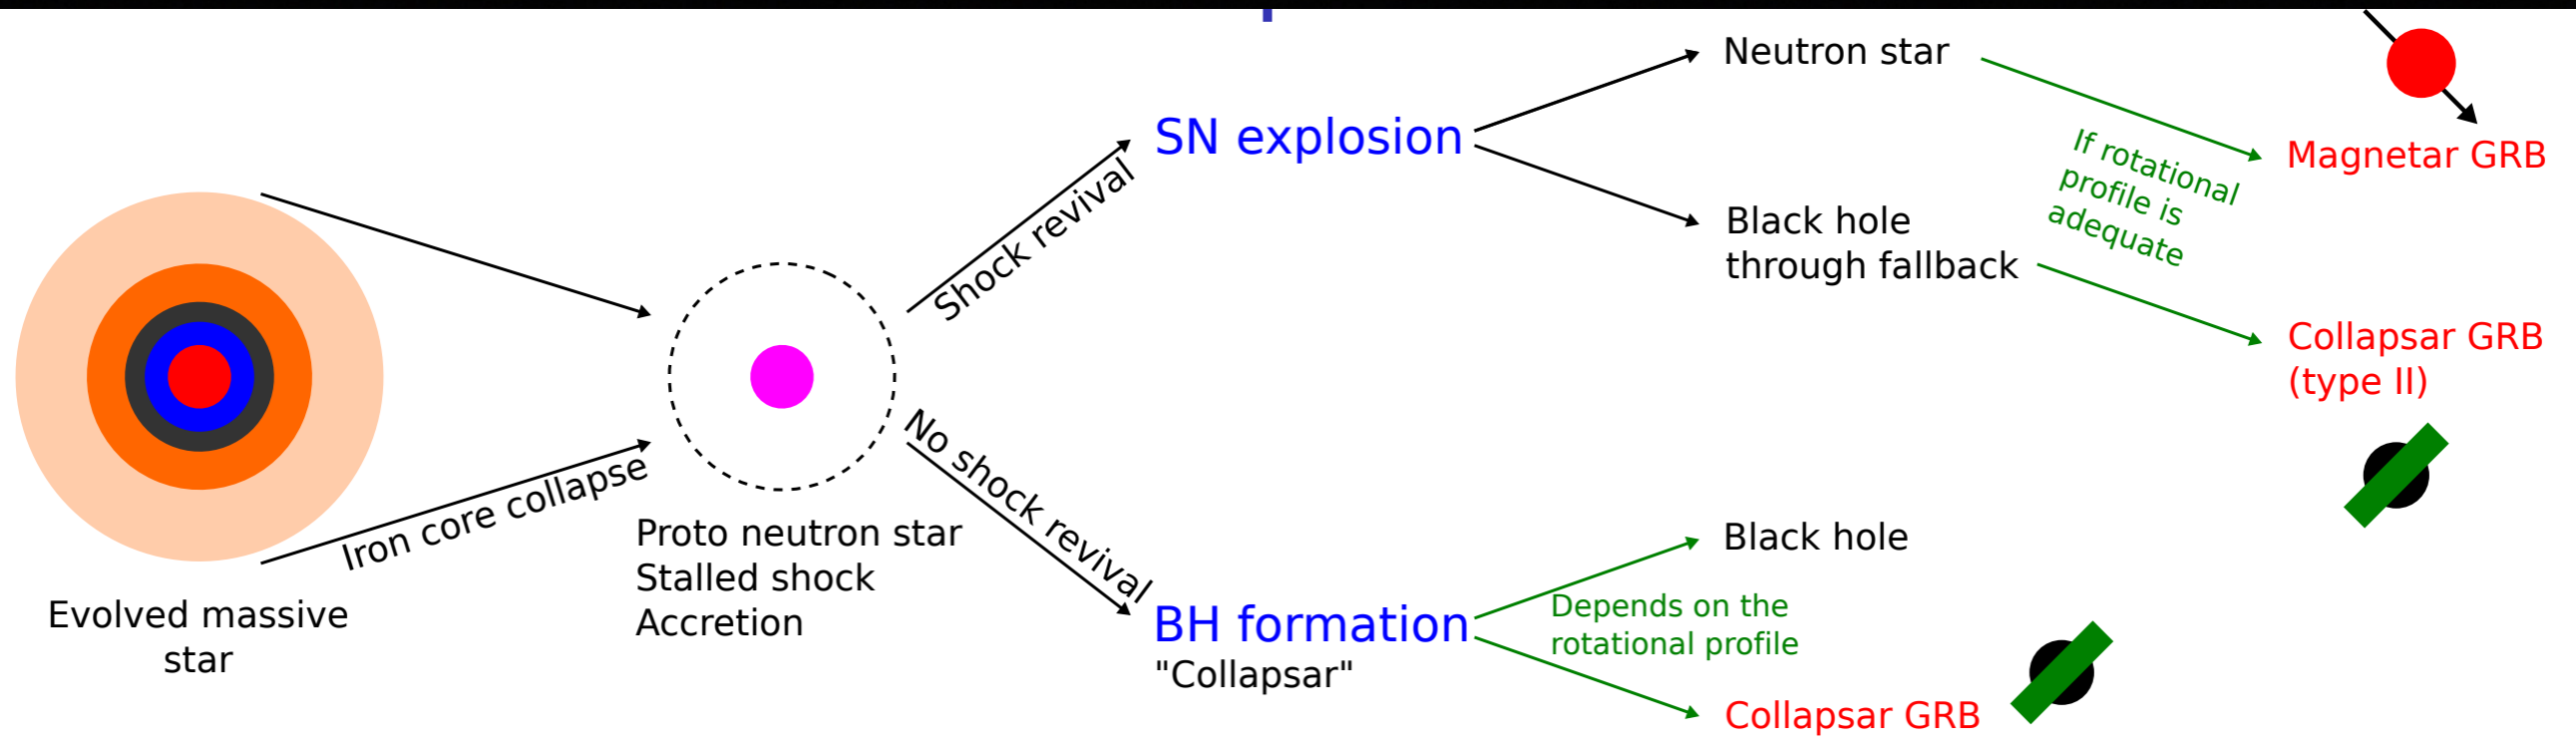 Evolved massive
star
Iron core collapse
Proto neutron star
Stalled shock
Accretion
Shock revival
No shock revival
SN explosion
BH formation
"Collapsar"
Neutron star
Black hole
through fallback
If rotational
profile is
adequate
Magnetar GRB
Collapsar GRB
(type II)
Black hole
Depends on the
rotational profile
Collapsar GRB